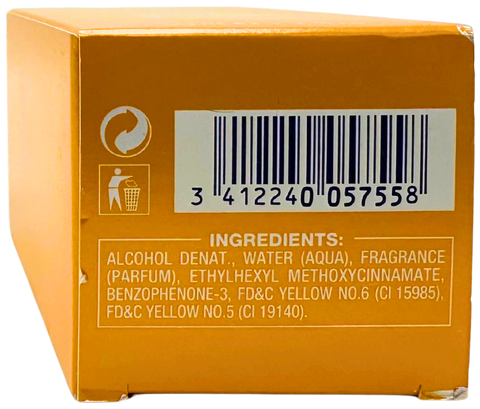 3 412240 057558
INGREDIENTS:
ALCOHOL DENAT., WATER (AQUA), FRAGRANCE
(PARFUM), ETHYLHEXYL METHOXYCINNAMATE,
BENZOPHENONE-3, FD&C YELLOW NO.6 (CI 15985),
FD&C YELLOW NO.5 (CI 19140).